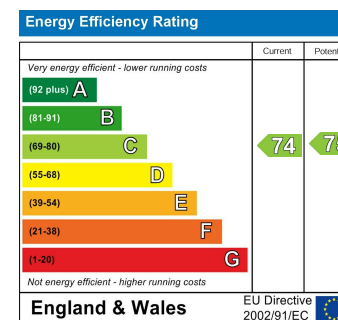 Energy Efficiency Rating
Current
Very energy efficient - lower running costs
(92 plus) A
(81-91) B
(69-80) C 74
(55-68) D
(39-54) E
(21-38) F
(1-20) G
Not energy efficient - higher running costs
England & Wales
EU Directive
2002/91/EC